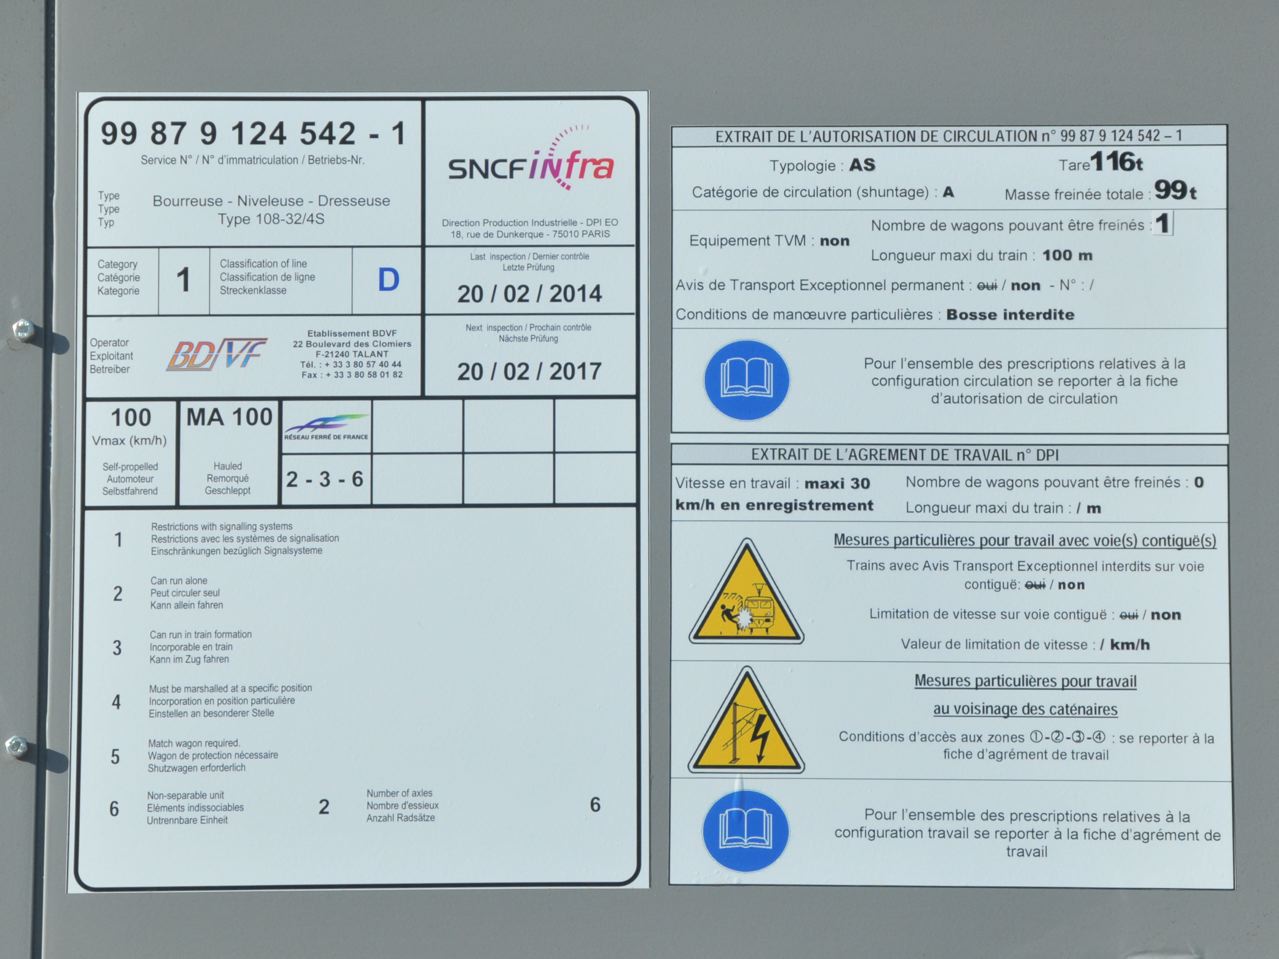 99 87 9 124 542 - 1
Service N° / N° d'immatriculation / Betriebs-Nr.
Type
Type
Typ
Bourreuse - Niveleuse - Dresseuse
Type 108-32/4S
SNCF infra
Direction Production Industrielle - DPI EO
18, rue de Dunkerque - 75010 PARIS
Category
Catégorie
Kategorie
1
Classification of line
Classification de ligne
Streckenklasse
D
Last inspection / Dernier contrôle
Letzte Prüfung
20 / 02 / 2014
Operator
Exploitant
Betreiber
BDVF
Etablissement BDVF
22 Boulevard des Clomiers
F-21240 TALANT
Tél. : + 33 3 80 57 40 44
Fax : + 33 3 80 58 01 82
Next inspection / Prochain contrôle
Nächste Prüfung
20 / 02 / 2017
100
Vmax (km/h)
Self-propelled
Automoteur
Selbstfahrend
MA 100
Hauled
Remorqué
Geschleppt
RÉSEAU FERRÉ DE FRANCE
2 - 3 - 6
1
Restrictions with signalling systems
Restrictions avec les systèmes de signalisation
Einschränkungen bezüglich Signalsysteme
2
Can run alone
Peut circuler seul
Kann allein fahren
3
Can run in train formation
Incorporable en train
Kann im Zug fahren
4
Must be marshalled at a specific position
Incorporation en position particulière
Einstellen an besonderer Stelle
5
Match wagon required.
Wagon de protection nécessaire
Shutzwagen erforderlich
6
Non-separable unit
Eléments indissociables
Untrennbare Einheit
2
Number of axles
Nombre d'essieux
Anzahl Radsätze
6
EXTRAIT DE L'AUTORISATION DE CIRCULATION n° 99 87 9 124 542 – 1
Typologie : AS
Tare 116t
Catégorie de circulation (shuntage) : A
Masse freinée totale : 99t
Equipement TVM : non
Nombre de wagons pouvant être freinés : 1
Longueur maxi du train : 100 m
Avis de Transport Exceptionnel permanent : oui / non - N° : /
Conditions de manœuvre particulières : Bosse interdite
Pour l'ensemble des prescriptions relatives à la
configuration circulation se reporter à la fiche
d'autorisation de circulation
EXTRAIT DE L'AGREMENT DE TRAVAIL n° DPI
Vitesse en travail : maxi 30
km/h en enregistrement
Nombre de wagons pouvant être freinés : 0
Longueur maxi du train : / m
Mesures particulières pour travail avec voie(s) contiguë(s)
Trains avec Avis Transport Exceptionnel interdits sur voie
contiguë: oui / non
Limitation de vitesse sur voie contiguë : oui / non
Valeur de limitation de vitesse : / km/h
Mesures particulières pour travail
au voisinage des caténaires
Conditions d'accès aux zones ①-②-③-④ : se reporter à la
fiche d'agrément de travail
Pour l'ensemble des prescriptions relatives à la
configuration travail se reporter à la fiche d'agrément de
travail